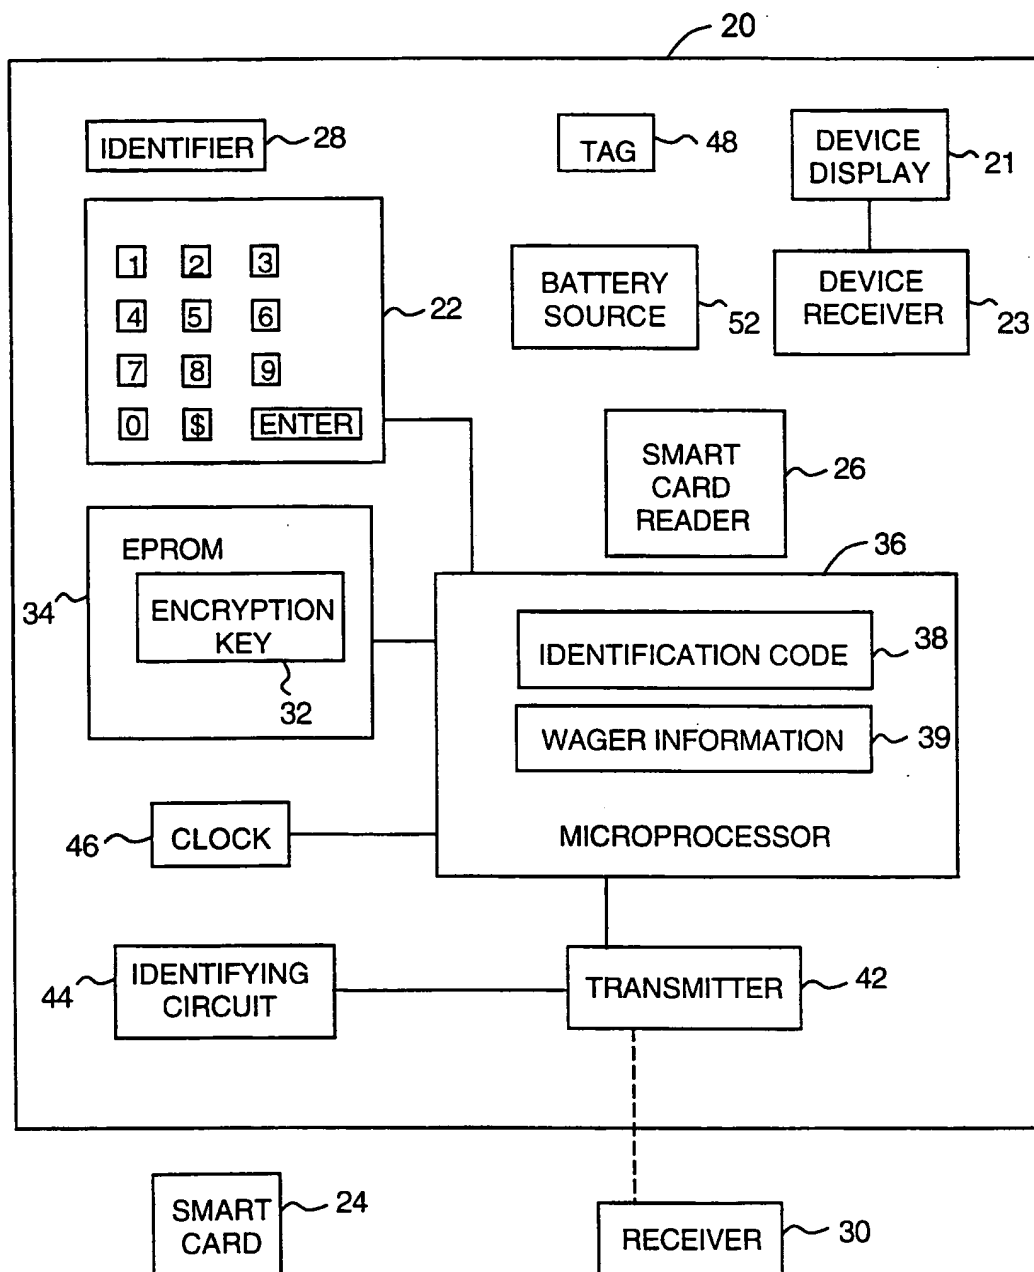 20
IDENTIFIER 28
TAG 48
DEVICE
DISPLAY 21
1 2 3
4 5 6
7 8 9
0 $ ENTER
22
BATTERY
SOURCE 52
DEVICE
RECEIVER 23
SMART
CARD
READER
26
EPROM
ENCRYPTION
KEY
34
32
36
IDENTIFICATION CODE 38
WAGER INFORMATION 39
MICROPROCESSOR
46 CLOCK
44 IDENTIFYING
CIRCUIT
TRANSMITTER 42
SMART
CARD
24
RECEIVER 30